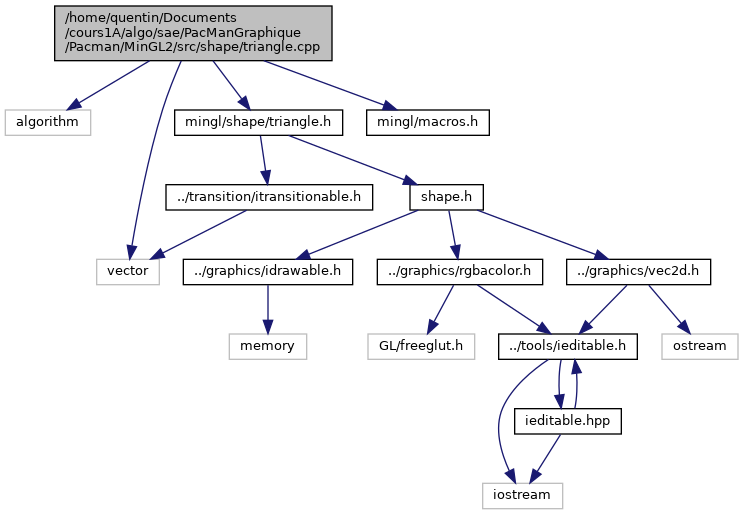 /home/quentin/Documents
/cours1A/algo/sae/PacManGraphique
/Pacman/MinGL2/src/shape/triangle.cpp
algorithm
mingl/shape/triangle.h
mingl/macros.h
../transition/itransitionable.h
shape.h
vector
../graphics/idrawable.h
../graphics/rgbacolor.h
../graphics/vec2d.h
memory
GL/freeglut.h
../tools/ieditable.h
ostream
ieditable.hpp
iostream